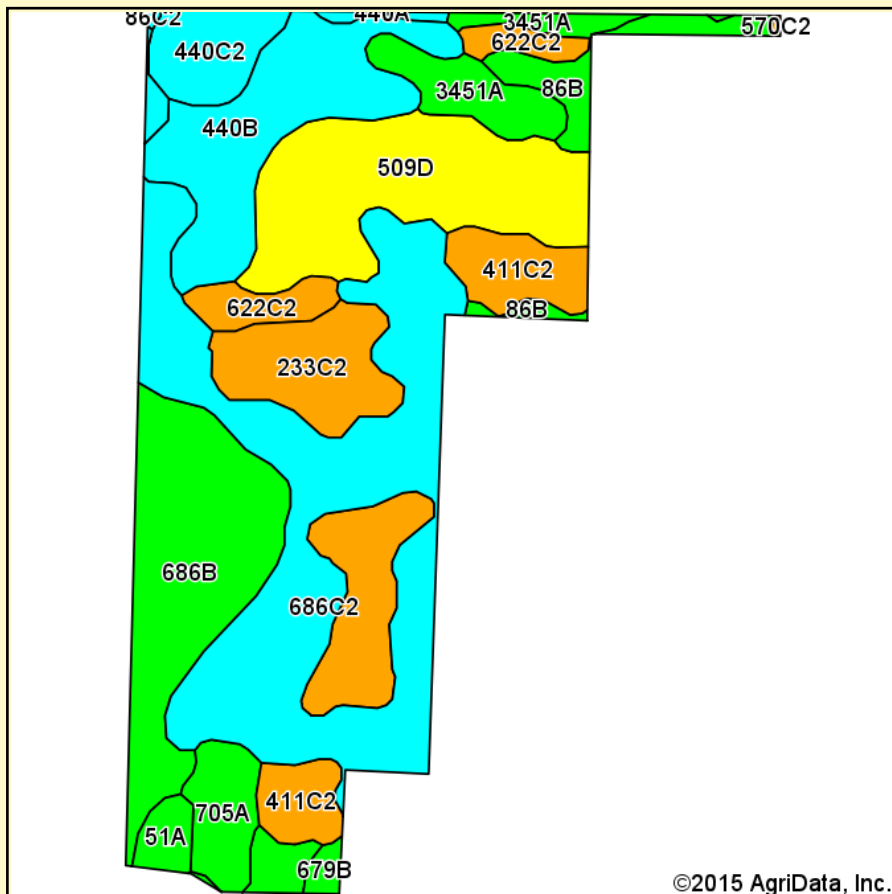 86C2
440A
3451A
570C2
440C2
622C2
3451A
86B
440B
509D
411C2
622C2
86B
233C2
686B
686C2
411C2
705A
51A
679B
©2015 AgriData, Inc.